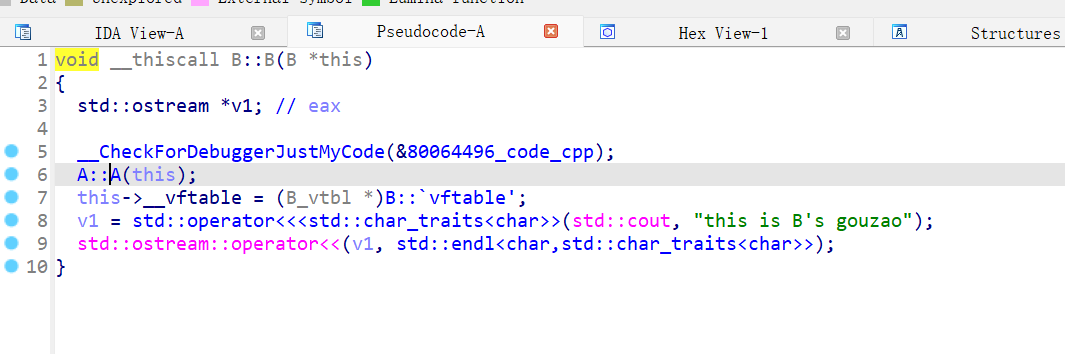 Data Unexplored External symbol Lumina function
IDA View-A Pseudocode-A Hex View-1 Structures
1 void __thiscall B::B(B *this)
2 {
3 std::ostream *v1; // eax
4
5 __CheckForDebuggerJustMyCode(&80064496_code_cpp);
6 A::A(this);
7 this->__vftable = (B_vtbl *)B::`vftable';
8 v1 = std::operator<<<std::char_traits<char>>(std::cout, "this is B's gouzao");
9 std::ostream::operator<<(v1, std::endl<char,std::char_traits<char>>);
10 }